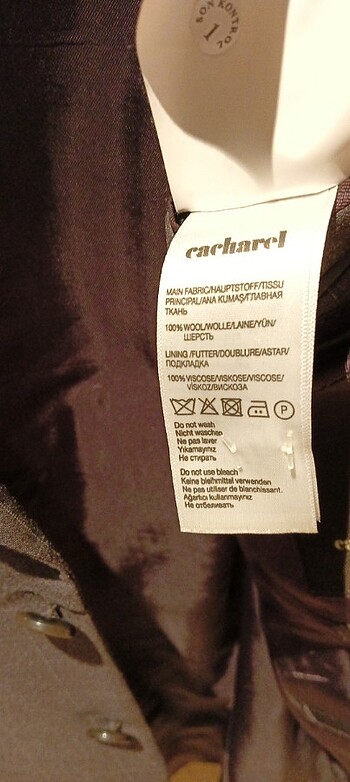 SON KONTROL
1
70
cacharel
MAIN FABRIC/HAUPTSTOFF/TISSU
PRINCIPAL/ANA KUMAŞ/ГЛАВНАЯ
ТКАНЬ
100% WOOL/WOLLE/LAINE/YÜN/
ШЕРСТЬ
LINING /FUTTER/DOUBLURE/ASTAR/
ПОДКЛАДКА
100% VISCOSE/VISKOSE/VISCOSE/
VİSKOZ/ВИСКОЗА
P
Do not wash
Nicht waschen
Ne pas laver
Yıkamayınız
Не стирать
Do not use bleach
Keine bleihmittel verwenden
Ne pas utiliser de blanchissant.
Ağartıcı kullanmayınız
Не отбеливать